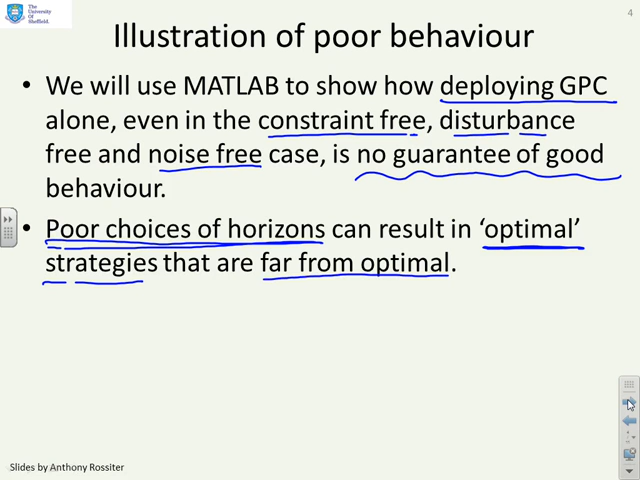 The
University
Of
Sheffield.
4
Illustration of poor behaviour
• We will use MATLAB to show how deploying GPC
alone, even in the constraint free, disturbance
free and noise free case, is no guarantee of good
behaviour.
• Poor choices of horizons can result in ‘optimal’
strategies that are far from optimal.
Slides by Anthony Rossiter